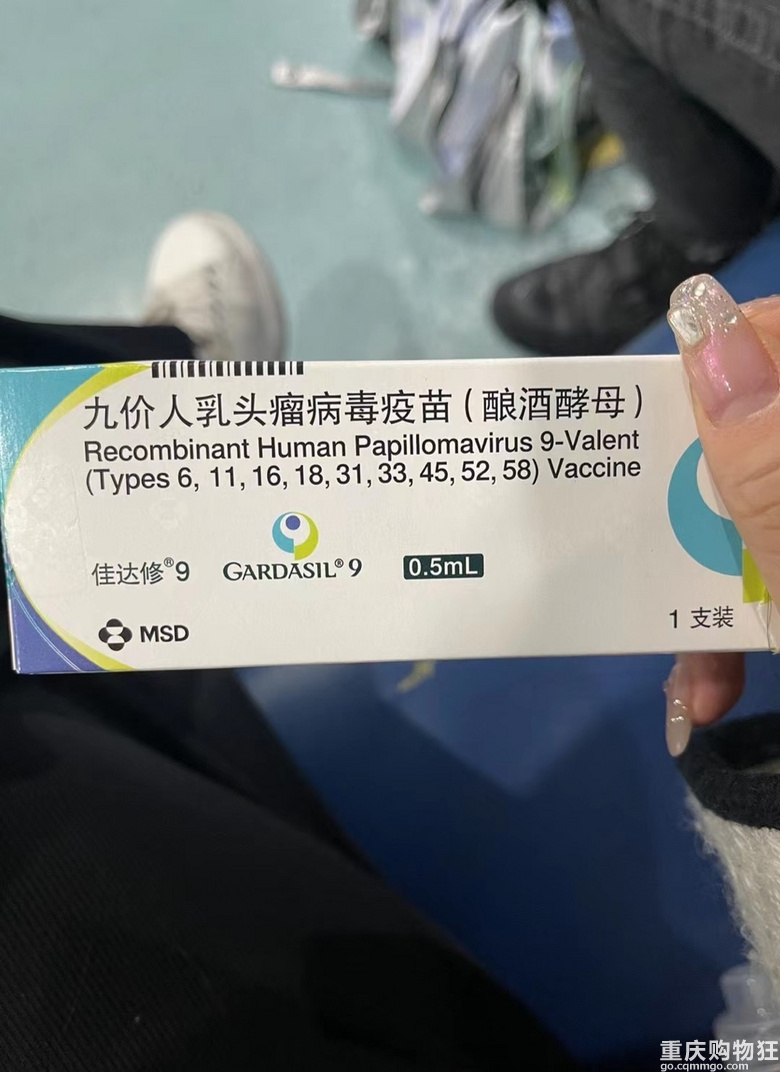 九价人乳头瘤病毒疫苗（酿酒酵母）
Recombinant Human Papillomavirus 9-Valent
(Types 6, 11, 16, 18, 31, 33, 45, 52, 58) Vaccine
佳达修®9 GARDASIL®9 0.5mL
MSD
1 支装
重庆购物狂
go.cqmmgo.com